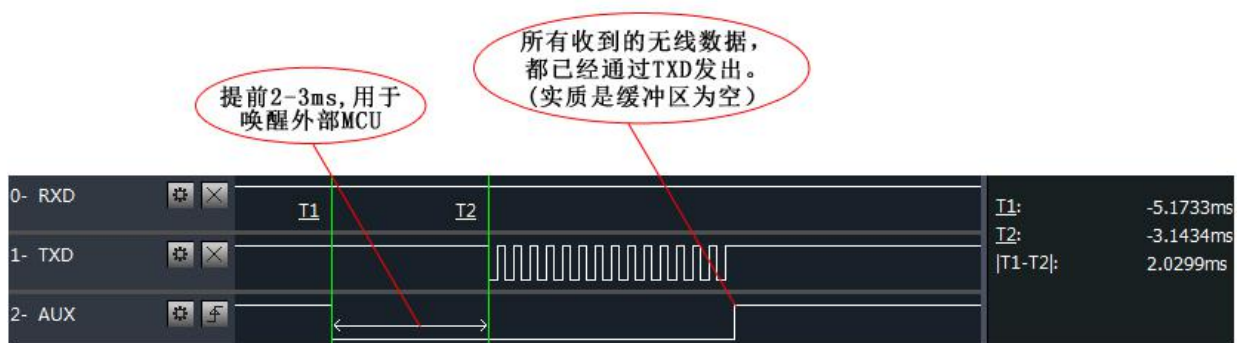 所有收到的无线数据，
都已经通过TXD发出。
(实质是缓冲区为空)
提前2-3ms,用于
唤醒外部MCU
0- RXD
T1
T2
T1: -5.1733ms
T2: -3.1434ms
|T1-T2|: 2.0299ms
1- TXD
2- AUX